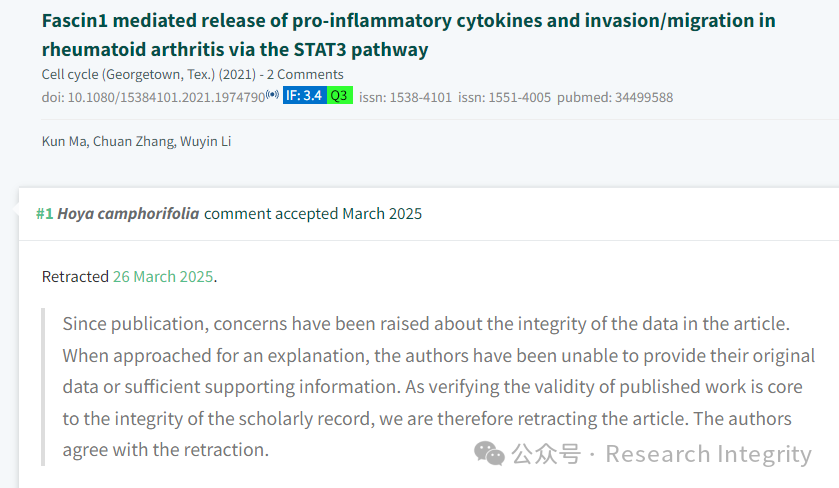 Fascin1 mediated release of pro-inflammatory cytokines and invasion/migration in
rheumatoid arthritis via the STAT3 pathway
Cell cycle (Georgetown, Tex.) (2021) - 2 Comments
doi: 10.1080/15384101.2021.1974790 IF: 3.4 Q3 issn: 1538-4101 issn: 1551-4005 pubmed: 34499588
Kun Ma, Chuan Zhang, Wuyin Li
#1 Hoya camphorifolia comment accepted March 2025
Retracted 26 March 2025.
Since publication, concerns have been raised about the integrity of the data in the article.
When approached for an explanation, the authors have been unable to provide their original
data or sufficient supporting information. As verifying the validity of published work is core
to the integrity of the scholarly record, we are therefore retracting the article. The authors
agree with the retraction.
公众号 · Research Integrity